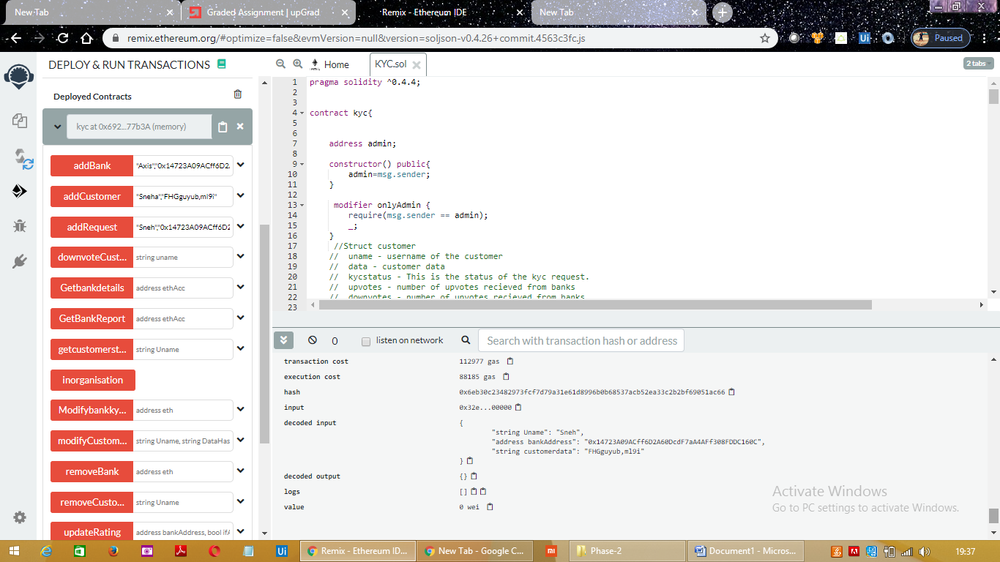 New Tab
Graded Assignment | upGrad
Remix - Ethereum IDE
New Tab
remix.ethereum.org/#optimize=false&evmVersion=null&version=soljson-v0.4.26+commit.4563c3fc.js
Paused
DEPLOY & RUN TRANSACTIONS
Deployed Contracts
kyc at 0x692...77b3A (memory)
addBank "Axis","0x14723A09ACff6D2
addCustomer "Sneha","FHGguyub,ml9i"
addRequest "Sneh","0x14723A09ACff6D2
downvoteCust... string uname
Getbankdetails address ethAcc
GetBankReport address ethAcc
getcustomerst... string Uname
inorganisation
Modifybankky... address eth
modifyCustom... string Uname, string DataHas
removeBank address eth
removeCusto... string Uname
updateRating address bankAddress, bool ifA
Home
KYC.sol
2 tabs
1 pragma solidity ^0.4.4;
2
3
4 contract kyc{
5
6
7 address admin;
8
9 constructor() public{
10 admin=msg.sender;
11 }
12
13 modifier onlyAdmin {
14 require(msg.sender == admin);
15 _;
16 }
17 //Struct customer
18 // uname - username of the customer
19 // data - customer data
20 // kycstatus - This is the status of the kyc request.
21 // upvotes - number of upvotes recieved from banks
22 // downvotes - number of upvotes recieved from banks
23
0
listen on network
Search with transaction hash or address
transaction cost 112977 gas
execution cost 88185 gas
hash 0x6eb30c23482973fcf7d79a31e61d8996b0b68537acb52ea33c2b2bf69051ac66
input 0x32e...00000
decoded input {
"string Uname": "Sneh",
"address bankAddress": "0x14723A09ACff6D2A60DcdF7aA4AFf308FDDC160C",
"string customerdata": "FHGguyub,ml9i"
}
decoded output {}
logs []
value 0 wei
Activate Windows
Go to PC settings to activate Windows.
Ui
Remix - Ethereum ID...
New Tab - Google C...
Phase-2
Document1 - Micros...
19:37